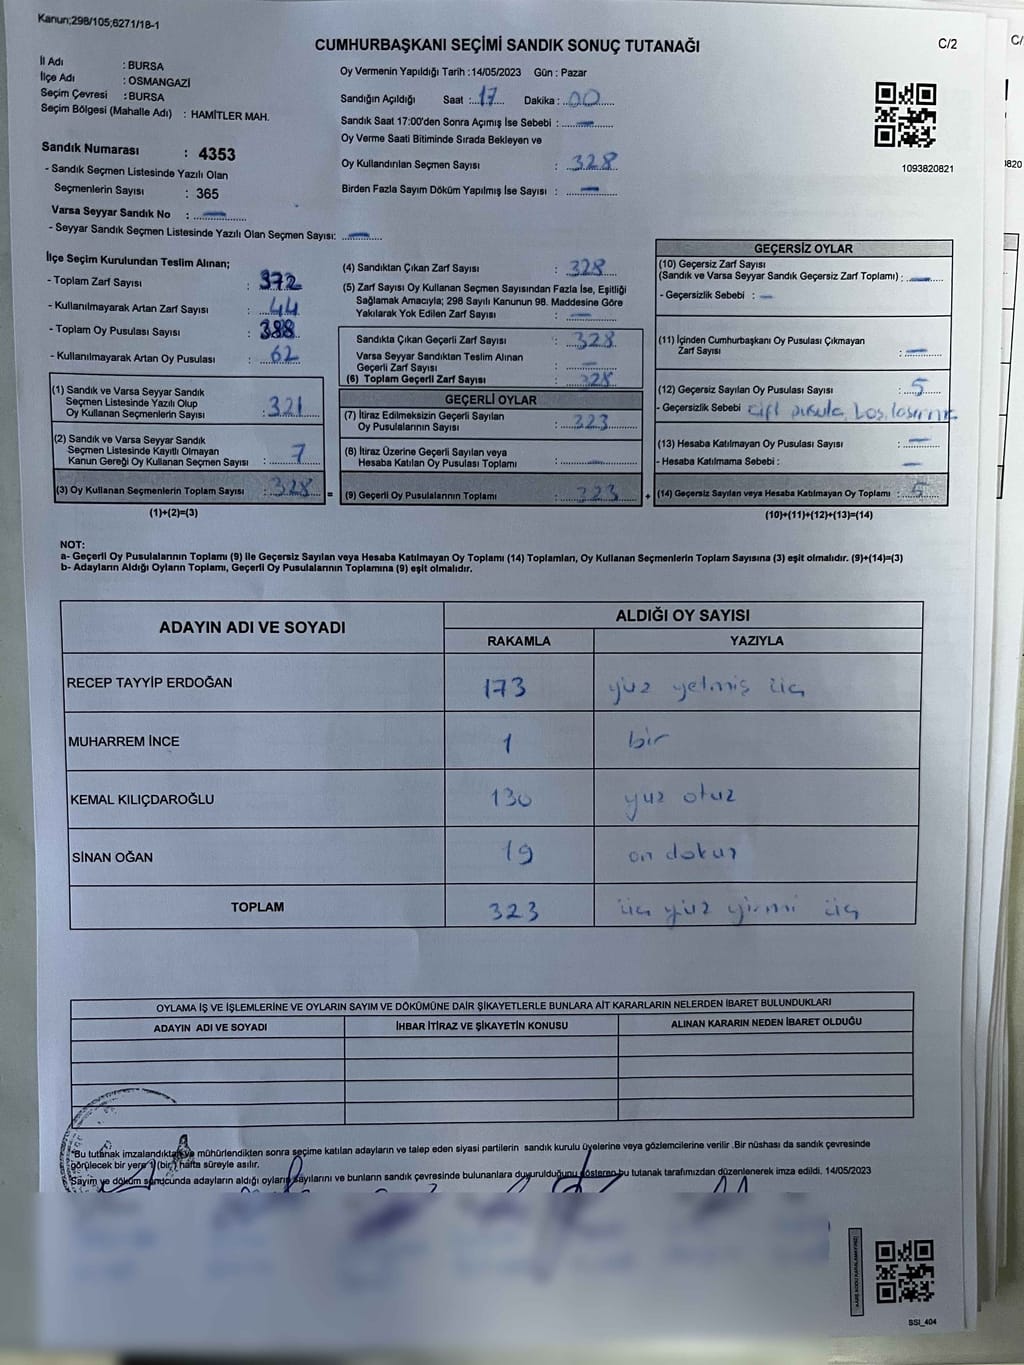 Kanun;298/105;6271/18-1
CUMHURBAŞKANI SEÇİMİ SANDIK SONUÇ TUTANAĞI
C/2
C/
İl Adı : BURSA
İlçe Adı : OSMANGAZİ
Seçim Çevresi : BURSA
Seçim Bölgesi (Mahalle Adı) : HAMİTLER MAH.
Sandık Numarası : 4353
- Sandık Seçmen Listesinde Yazılı Olan
Seçmenlerin Sayısı : 365
Varsa Seyyar Sandık No : —
- Seyyar Sandık Seçmen Listesinde Yazılı Olan Seçmen Sayısı: —
Oy Vermenin Yapıldığı Tarih :14/05/2023 Gün : Pazar
Sandığın Açıldığı Saat : 17 Dakika : 00
Sandık Saat 17:00'den Sonra Açımış İse Sebebi : —
Oy Verme Saati Bitiminde Sırada Bekleyen ve
Oy Kullandırılan Seçmen Sayısı : 328
Birden Fazla Sayım Döküm Yapılmış İse Sayısı : —
1093820821
İlçe Seçim Kurulundan Teslim Alınan;
- Toplam Zarf Sayısı : 372
- Kullanılmayarak Artan Zarf Sayısı : 44
- Toplam Oy Pusulası Sayısı : 388
- Kullanılmayarak Artan Oy Pusulası : 62
(1) Sandık ve Varsa Seyyar Sandık
Seçmen Listesinde Yazılı Olup
Oy Kullanan Seçmenlerin Sayısı : 321
(2) Sandık ve Varsa Seyyar Sandık
Seçmen Listesinde Kayıtlı Olmayan
Kanun Gereği Oy Kullanan Seçmen Sayısı : 7
(3) Oy Kullanan Seçmenlerin Toplam Sayısı : 328
(1)+(2)=(3)
(4) Sandıktan Çıkan Zarf Sayısı : 328
(5) Zarf Sayısı Oy Kullanan Seçmen Sayısından Fazla İse, Eşitliği
Sağlamak Amacıyla; 298 Sayılı Kanunun 98. Maddesine Göre
Yakılarak Yok Edilen Zarf Sayısı : —
Sandıkta Çıkan Geçerli Zarf Sayısı : 328
Varsa Seyyar Sandıktan Teslim Alınan
Geçerli Zarf Sayısı : —
(6) Toplam Geçerli Zarf Sayısı : 328
GEÇERLİ OYLAR
(7) İtiraz Edilmeksizin Geçerli Sayılan
Oy Pusulalarının Sayısı : 323
(8) İtiraz Üzerine Geçerli Sayılan veya
Hesaba Katılan Oy Pusulası Toplamı : —
= (9) Geçerli Oy Pusulalarının Toplamı : 323
GEÇERSİZ OYLAR
(10) Geçersiz Zarf Sayısı
(Sandık ve Varsa Seyyar Sandık Geçersiz Zarf Toplamı) : —
- Geçersizlik Sebebi : —
(11) İçinden Cumhurbaşkanı Oy Pusulası Çıkmayan
Zarf Sayısı : —
(12) Geçersiz Sayılan Oy Pusulası Sayısı : 5
- Geçersizlik Sebebi çift pusula, boş,
(13) Hesaba Katılmayan Oy Pusulası Sayısı : —
- Hesaba Katılmama Sebebi : —
+ (14) Geçersiz Sayılan veya Hesaba Katılmayan Oy Toplamı : 5
(10)+(11)+(12)+(13)=(14)
NOT:
a- Geçerli Oy Pusulalarının Toplamı (9) ile Geçersiz Sayılan veya Hesaba Katılmayan Oy Toplamı (14) Toplamları, Oy Kullanan Seçmenlerin Toplam Sayısına (3) eşit olmalıdır. (9)+(14)=(3)
b- Adayların Aldığı Oyların Toplamı, Geçerli Oy Pusulalarının Toplamına (9) eşit olmalıdır.
ADAYIN ADI VE SOYADI
ALDIĞI OY SAYISI
RAKAMLA YAZIYLA
RECEP TAYYİP ERDOĞAN 173 yüz yetmiş üç
MUHARREM İNCE 1 bir
KEMAL KILIÇDAROĞLU 130 yüz otuz
SİNAN OĞAN 19 on dokuz
TOPLAM 323 üç yüz yirmi üç
OYLAMA İŞ VE İŞLEMLERİNE VE OYLARIN SAYIM VE DÖKÜMÜNE DAİR ŞİKAYETLERLE BUNLARA AİT KARARLARIN NELERDEN İBARET BULUNDUKLARI
ADAYIN ADI VE SOYADI İHBAR İTİRAZ VE ŞİKAYETİN KONUSU ALINAN KARARIN NEDEN İBARET OLDUĞU
*Bu tutanak imzalandıktan ve mühürlendikten sonra seçime katılan adayların ve talep eden siyasi partilerin sandık kurulu üyelerine veya gözlemcilerine verilir .Bir nüshası da sandık çevresinde
görülecek bir yere 1 (bir ) hafta süreyle asılır.
Sayım ve döküm sonucunda adayların aldığı oyların sayılarını ve bunların sandık çevresinde bulunanlara duyurulduğunu gösteren bu tutanak tarafımızdan düzenlenerek imza edildi. 14/05/2023
SSI_404